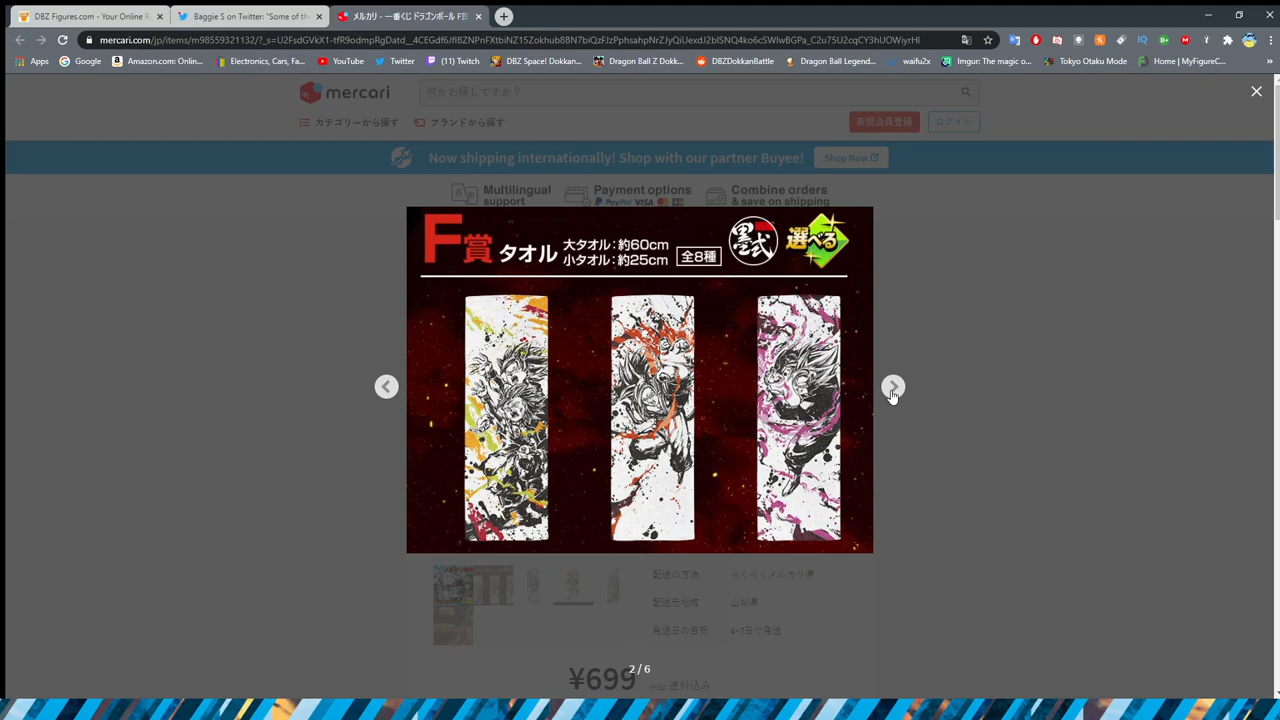 DBZ Figures.com - Your Online R
Baggie S on Twitter: "Some of th
メルカリ - 一番くじ ドラゴンボール F賞
mercari.com/jp/items/m98559321132/?_s=
Apps
Google
Amazon.com: Onlin...
Electronics, Cars, Fa...
YouTube
Twitter
(11) Twitch
DBZ Space! Dokkan...
Dragon Ball Z Dokk...
DBZDokkanBattle
Dragon Ball Legend...
waifu2x
Imgur: The magic o...
Tokyo Otaku Mode
Home | MyFigureC...
mercari
何かお探しですか？
カテゴリーから探す
ブランドから探す
新規会員登録
ログイン
Now shipping internationally! Shop with our partner Buyee!
Shop Now
Multilingual support
Payment options
PayPal VISA
Combine orders & save on shipping
F賞 タオル
大タオル：約60cm
小タオル：約25cm
全8種
墨式
選べる
配送の方法
らくらくメルカリ便
配送元地域
山梨県
発送日の目安
4~7日で発送
¥699
(税込) 送料込み
2 / 6